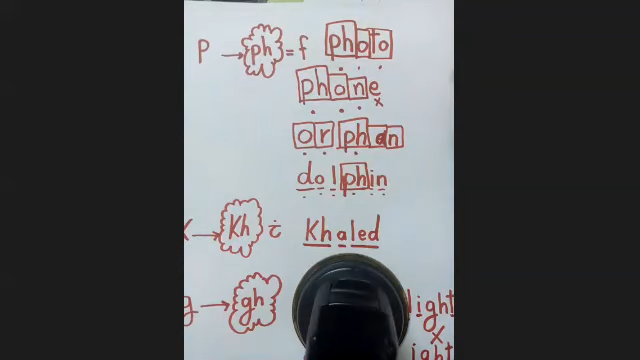 P → ph = f photo
phone
x
orphan
dolphin
→ Kh خ Khaled
g → gh light
x
ight